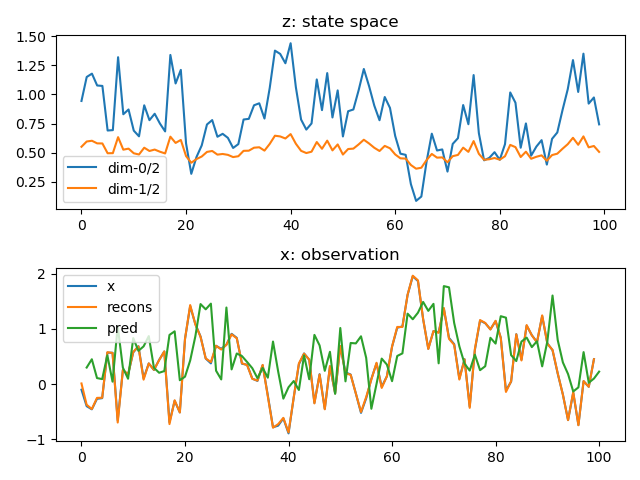 z: state space
1.50
1.25
1.00
0.75
0.50
0.25
dim-0/2
dim-1/2
0 20 40 60 80 100
x: observation
2
1
0
−1
x
recons
pred
0 20 40 60 80 100